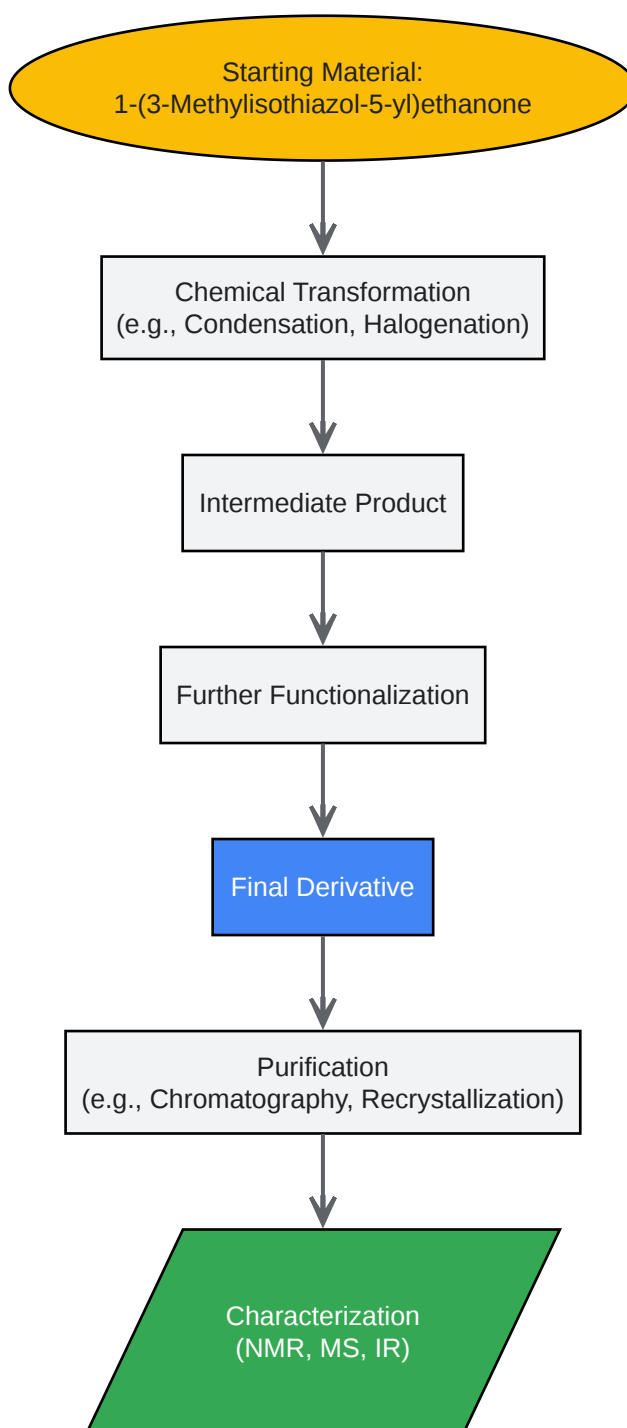 Starting Material:
1-(3-Methylisothiazol-5-yl)ethanone
Chemical Transformation
(e.g., Condensation, Halogenation)
Intermediate Product
Further Functionalization
Final Derivative
Purification
(e.g., Chromatography, Recrystallization)
Characterization
(NMR, MS, IR)